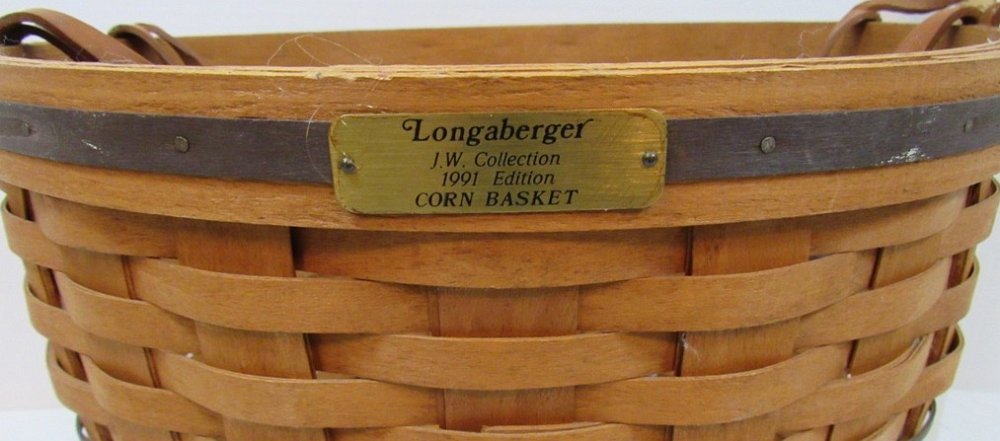 Longaberger
J.W. Collection
1991 Edition
CORN BASKET